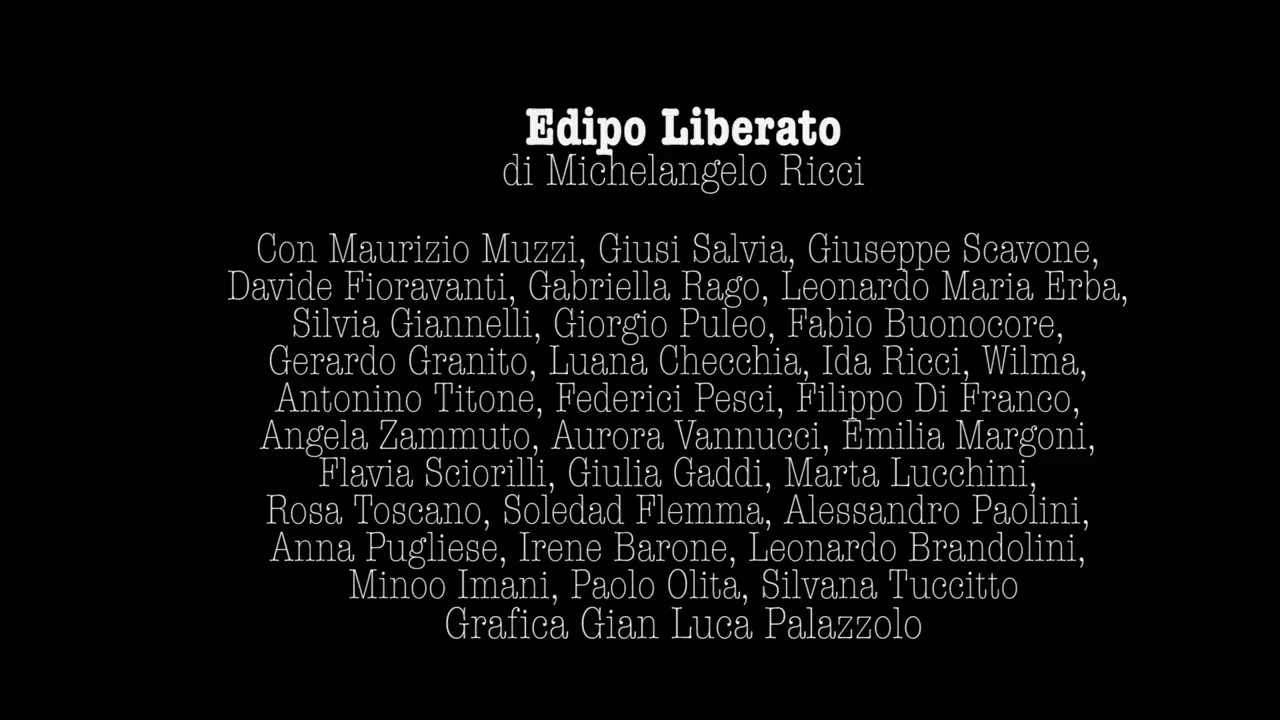 Edipo Liberato
di Michelangelo Ricci
Con Maurizio Muzzi, Giusi Salvia, Giuseppe Scavone,
Davide Fioravanti, Gabriella Rago, Leonardo Maria Erba,
Silvia Giannelli, Giorgio Puleo, Fabio Buonocore,
Gerardo Granito, Luana Checchia, Ida Ricci, Wilma,
Antonino Titone, Federici Pesci, Filippo Di Franco,
Angela Zammuto, Aurora Vannucci, Emilia Margoni,
Flavia Sciorilli, Giulia Gaddi, Marta Lucchini,
Rosa Toscano, Soledad Flemma, Alessandro Paolini,
Anna Pugliese, Irene Barone, Leonardo Brandolini,
Minoo Imani, Paolo Olita, Silvana Tuccitto
Grafica Gian Luca Palazzolo